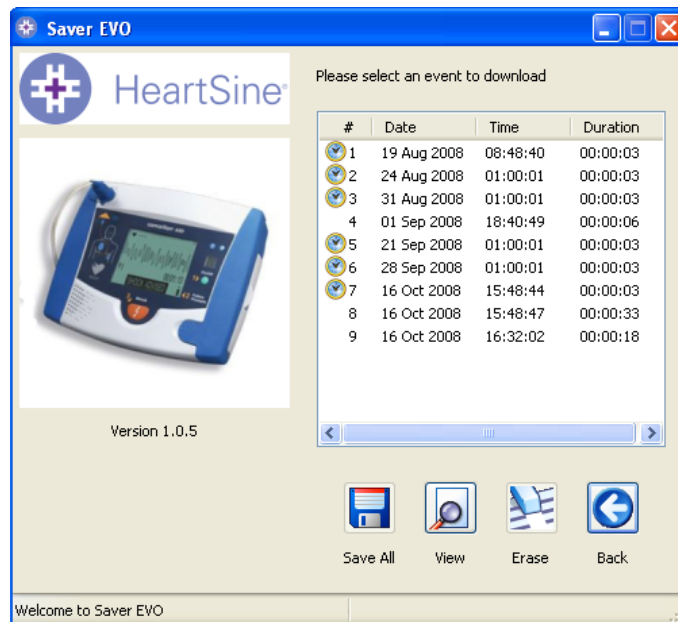 Saver EVO
HeartSine®
Please select an event to download
# Date Time Duration
1 19 Aug 2008 08:48:40 00:00:03
2 24 Aug 2008 01:00:01 00:00:03
3 31 Aug 2008 01:00:01 00:00:03
4 01 Sep 2008 18:40:49 00:00:06
5 21 Sep 2008 01:00:01 00:00:03
6 28 Sep 2008 01:00:01 00:00:03
7 16 Oct 2008 15:48:44 00:00:03
8 16 Oct 2008 15:48:47 00:00:33
9 16 Oct 2008 16:32:02 00:00:18
SHOCK ADVISED
Version 1.0.5
Save All View Erase Back
Welcome to Saver EVO